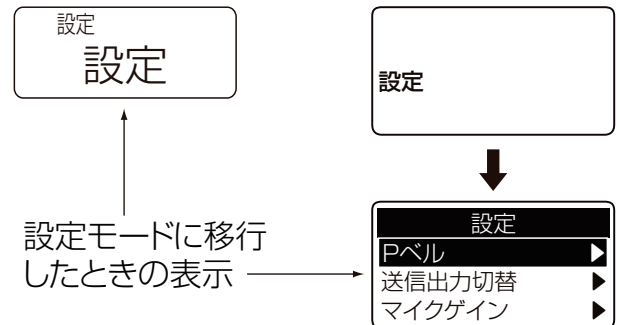 設定
設定
設定
設定モードに移行
したときの表示
設定
Pベル
送信出力切替
マイクゲイン